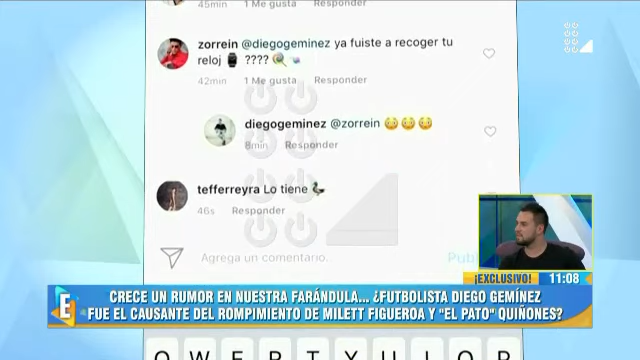 45min 1 Me gusta Responder
zorrein @diegogeminez ya fuiste a recoger tu
reloj ⌚ ???? 🍭🍬
42min 1 Me gusta Responder
diegogeminez @zorrein 😳😳😳
8min Responder
tefferreyra Lo tiene 🦆
46s Responder
Agrega un comentario. Publ
¡EXCLUSIVO! 11:08
E
CRECE UN RUMOR EN NUESTRA FARÁNDULA... ¿FUTBOLISTA DIEGO GEMÍNEZ
FUE EL CAUSANTE DEL ROMPIMIENTO DE MILETT FIGUEROA Y "EL PATO" QUIÑONES?
Q W E R T Y U I O P